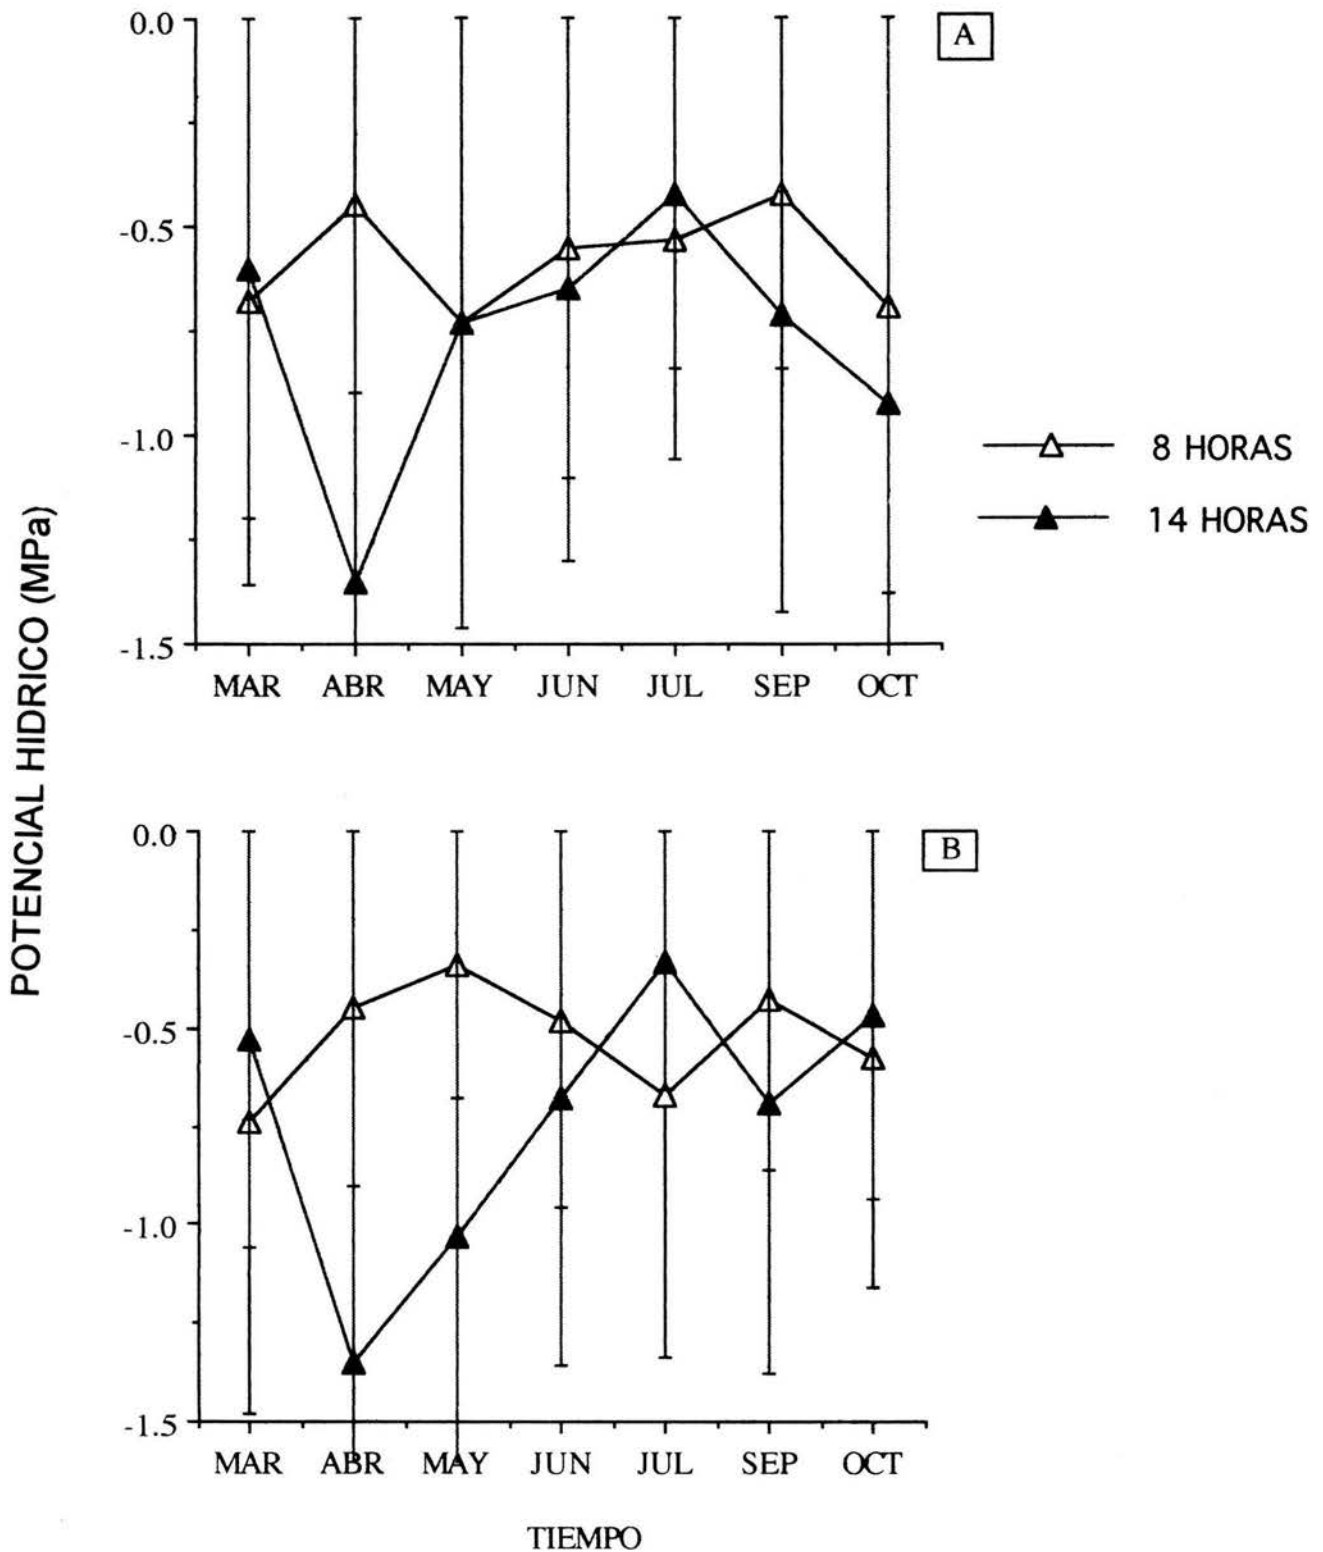 POTENCIAL HIDRICO (MPa)
A
0.0
-0.5
-1.0
-1.5
MAR ABR MAY JUN JUL SEP OCT
8 HORAS
14 HORAS
B
0.0
-0.5
-1.0
-1.5
MAR ABR MAY JUN JUL SEP OCT
TIEMPO